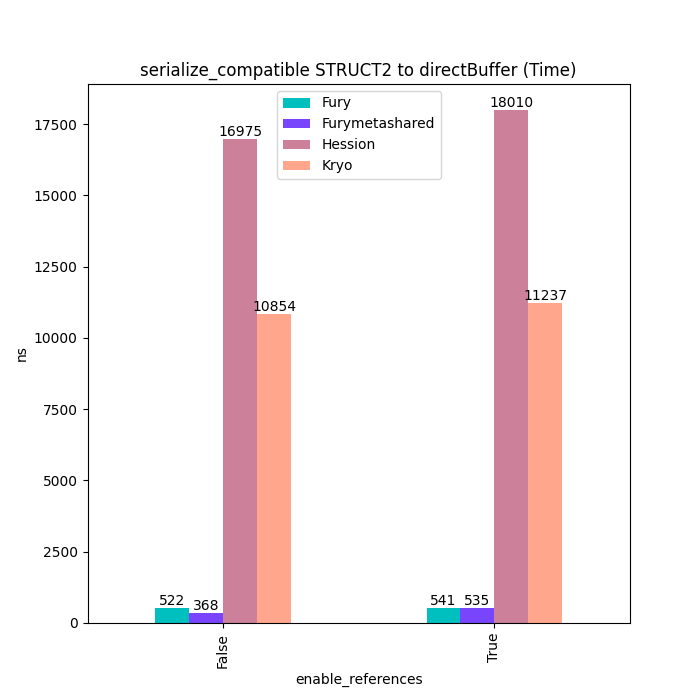 serialize_compatible STRUCT2 to directBuffer (Time)
Fury
Furymetashared
Hession
Kryo
ns
17500
15000
12500
10000
7500
5000
2500
0
522
368
16975
10854
541
535
18010
11237
False
True
enable_references